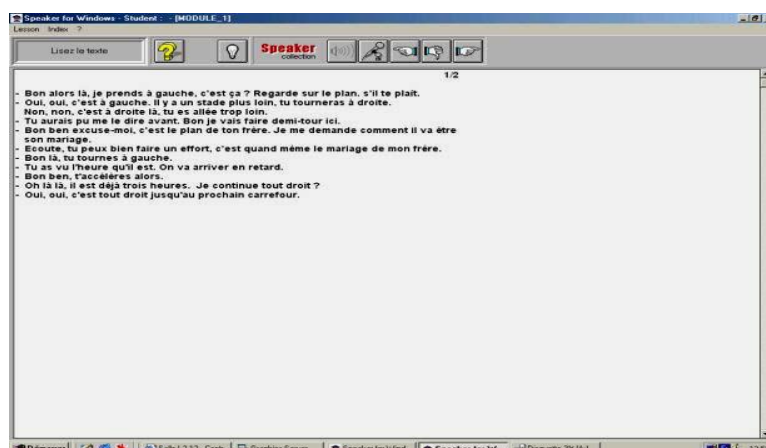 Speaker for Windows - Student : - [MODULE_1]
Lesson Index ?
Lisez le texte
Speaker
collection
1/2
- Bon alors là, je prends à gauche, c'est ça ? Regarde sur le plan, s'il te plaît.
- Oui, oui, c'est à gauche. Il y a un stade plus loin, tu tourneras à droite.
Non, non, c'est à droite là, tu es allée trop loin.
- Tu aurais pu me le dire avant. Bon je vais faire demi-tour ici.
- Bon ben excuse-moi, c'est le plan de ton frère. Je me demande comment il va être
son mariage.
- Ecoute, tu peux bien faire un effort, c'est quand même le mariage de mon frère.
- Bon là, tu tournes à gauche.
- Tu as vu l'heure qu'il est. On va arriver en retard.
- Bon ben, t'accélères alors.
- Oh là là, il est déjà trois heures. Je continue tout droit ?
- Oui, oui, c'est tout droit jusqu'au prochain carrefour.